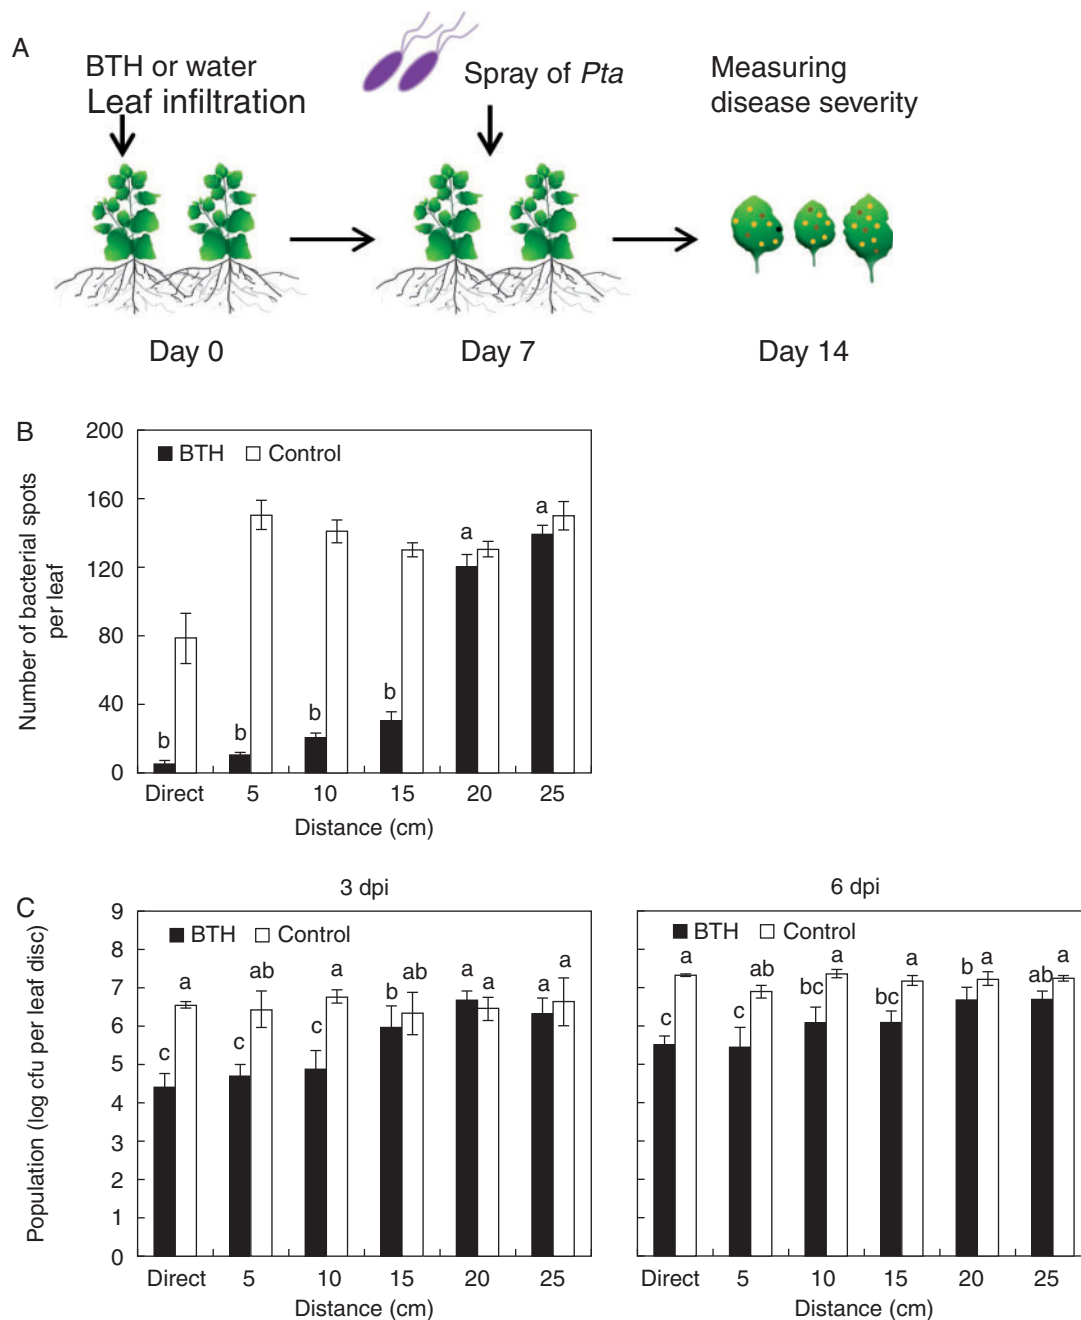 A
BTH or water
Leaf infiltration
Spray of Pta
Measuring
disease severity
Day 0
Day 7
Day 14
B
Number of bacterial spots
per leaf
200
160
120
80
40
0
BTH
Control
b
b
b
b
a
a
Direct
5
10
15
20
25
Distance (cm)
C
Population (log cfu per leaf disc)
3 dpi
9
8
7
6
5
4
3
2
1
0
BTH
Control
c
a
c
ab
c
a
b
ab
a
a
a
a
Direct
5
10
15
20
25
Distance (cm)
6 dpi
BTH
Control
c
a
c
ab
bc
a
bc
a
b
a
ab
a
Direct
5
10
15
20
25
Distance (cm)